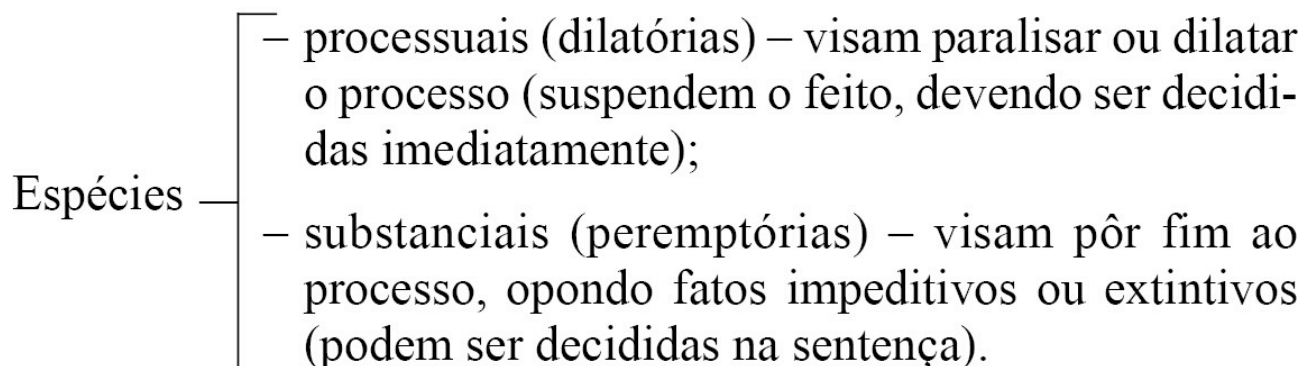 – processuais (dilatórias) – visam paralisar ou dilatar
o processo (suspendem o feito, devendo ser decidi-
das imediatamente);
Espécies
– substanciais (peremptórias) – visam pôr fim ao
processo, opondo fatos impeditivos ou extintivos
(podem ser decididas na sentença).